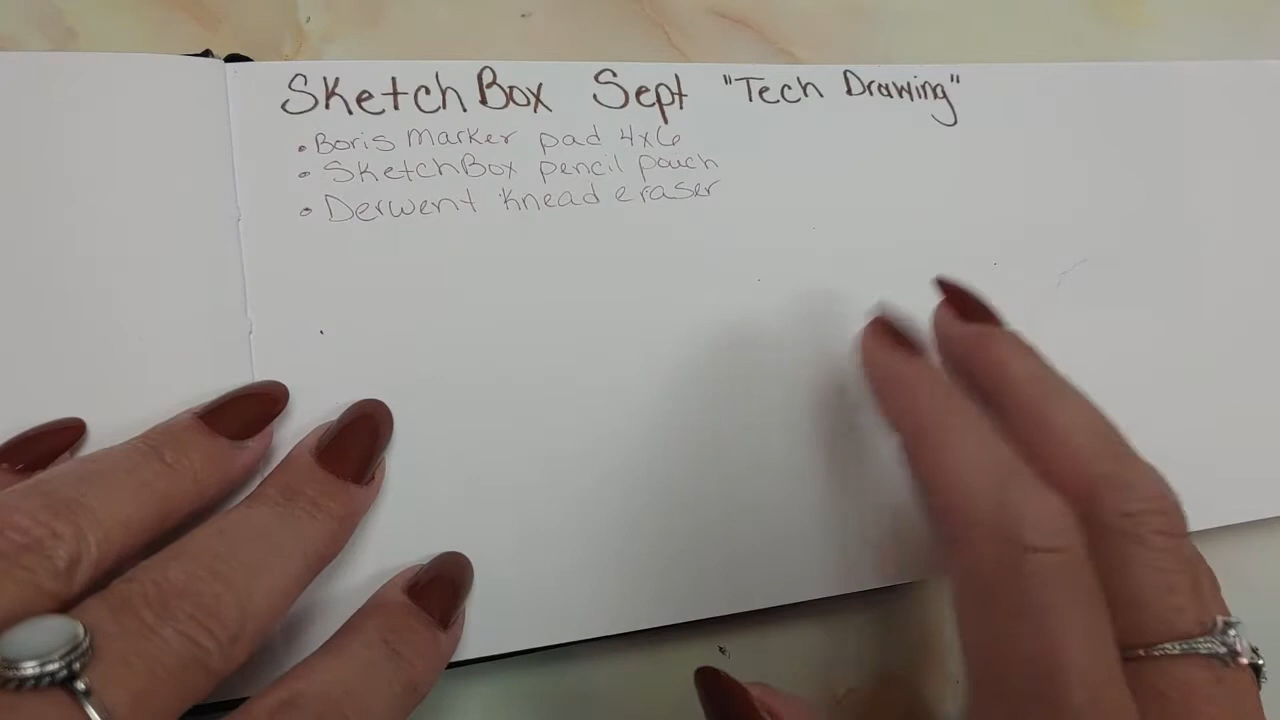 SketchBox Sept "Tech Drawing"
• Boris Marker pad 4x6
• SketchBox pencil pouch
• Derwent knead eraser